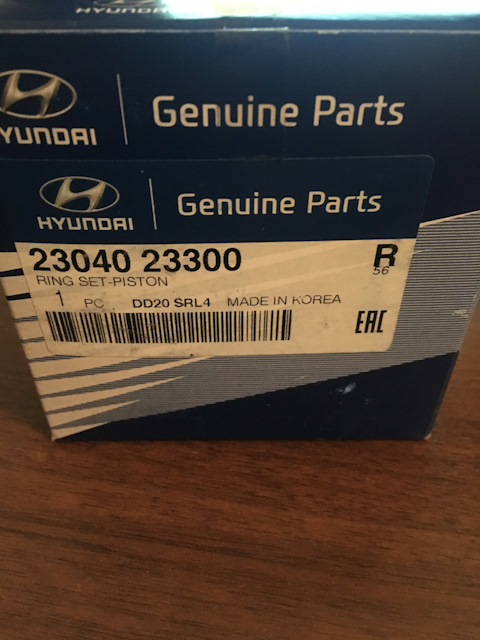 HYUNDAI
HYUNDAI Genuine Parts
HYUNDAI Genuine Parts
23040 23300 R
56
RING SET-PISTON
1 PC DD20 SRL4 MADE IN KOREA
EAC